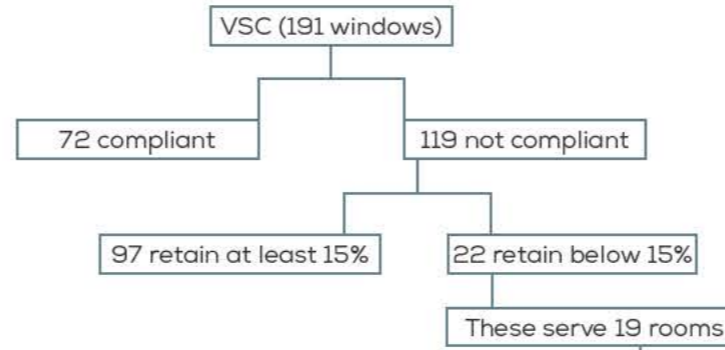 VSC (191 windows)
72 compliant
119 not compliant
97 retain at least 15%
22 retain below 15%
These serve 19 rooms